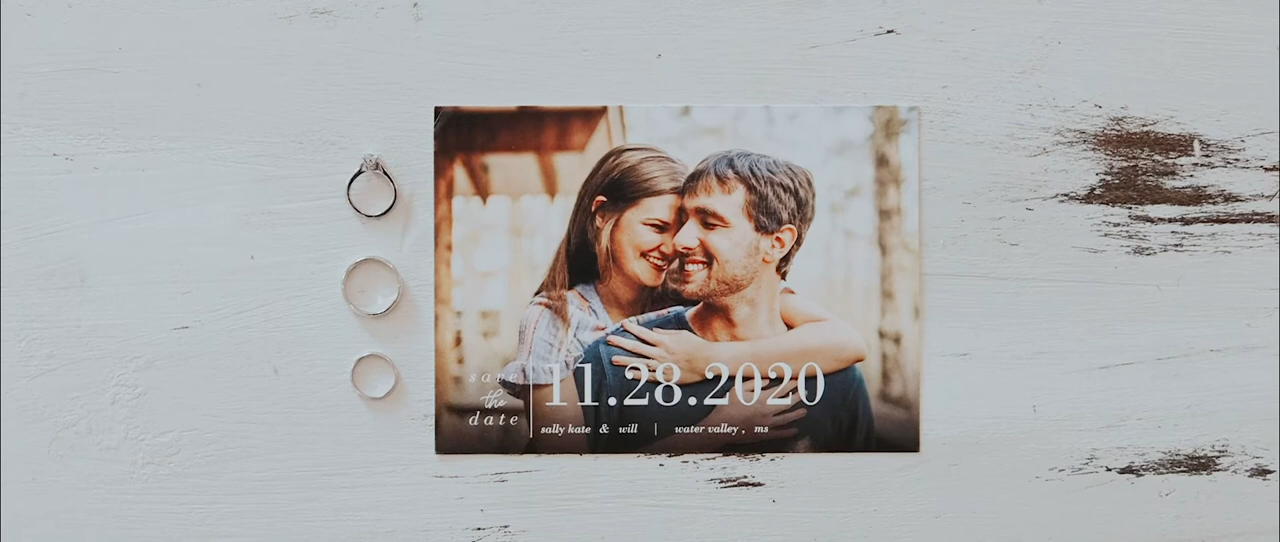 save
the
date
11.28.2020
sally kate & will | water valley, ms